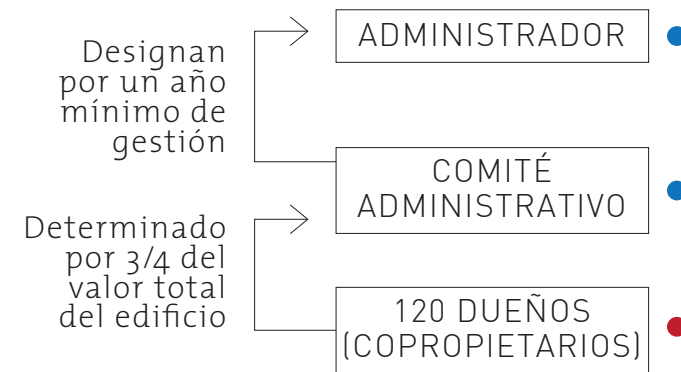 Designan
por un año
mínimo de
gestión
ADMINISTRADOR
COMITÉ
ADMINISTRATIVO
Determinado
por 3/4 del
valor total
del edificio
120 DUEÑOS
(COPROPIETARIOS)